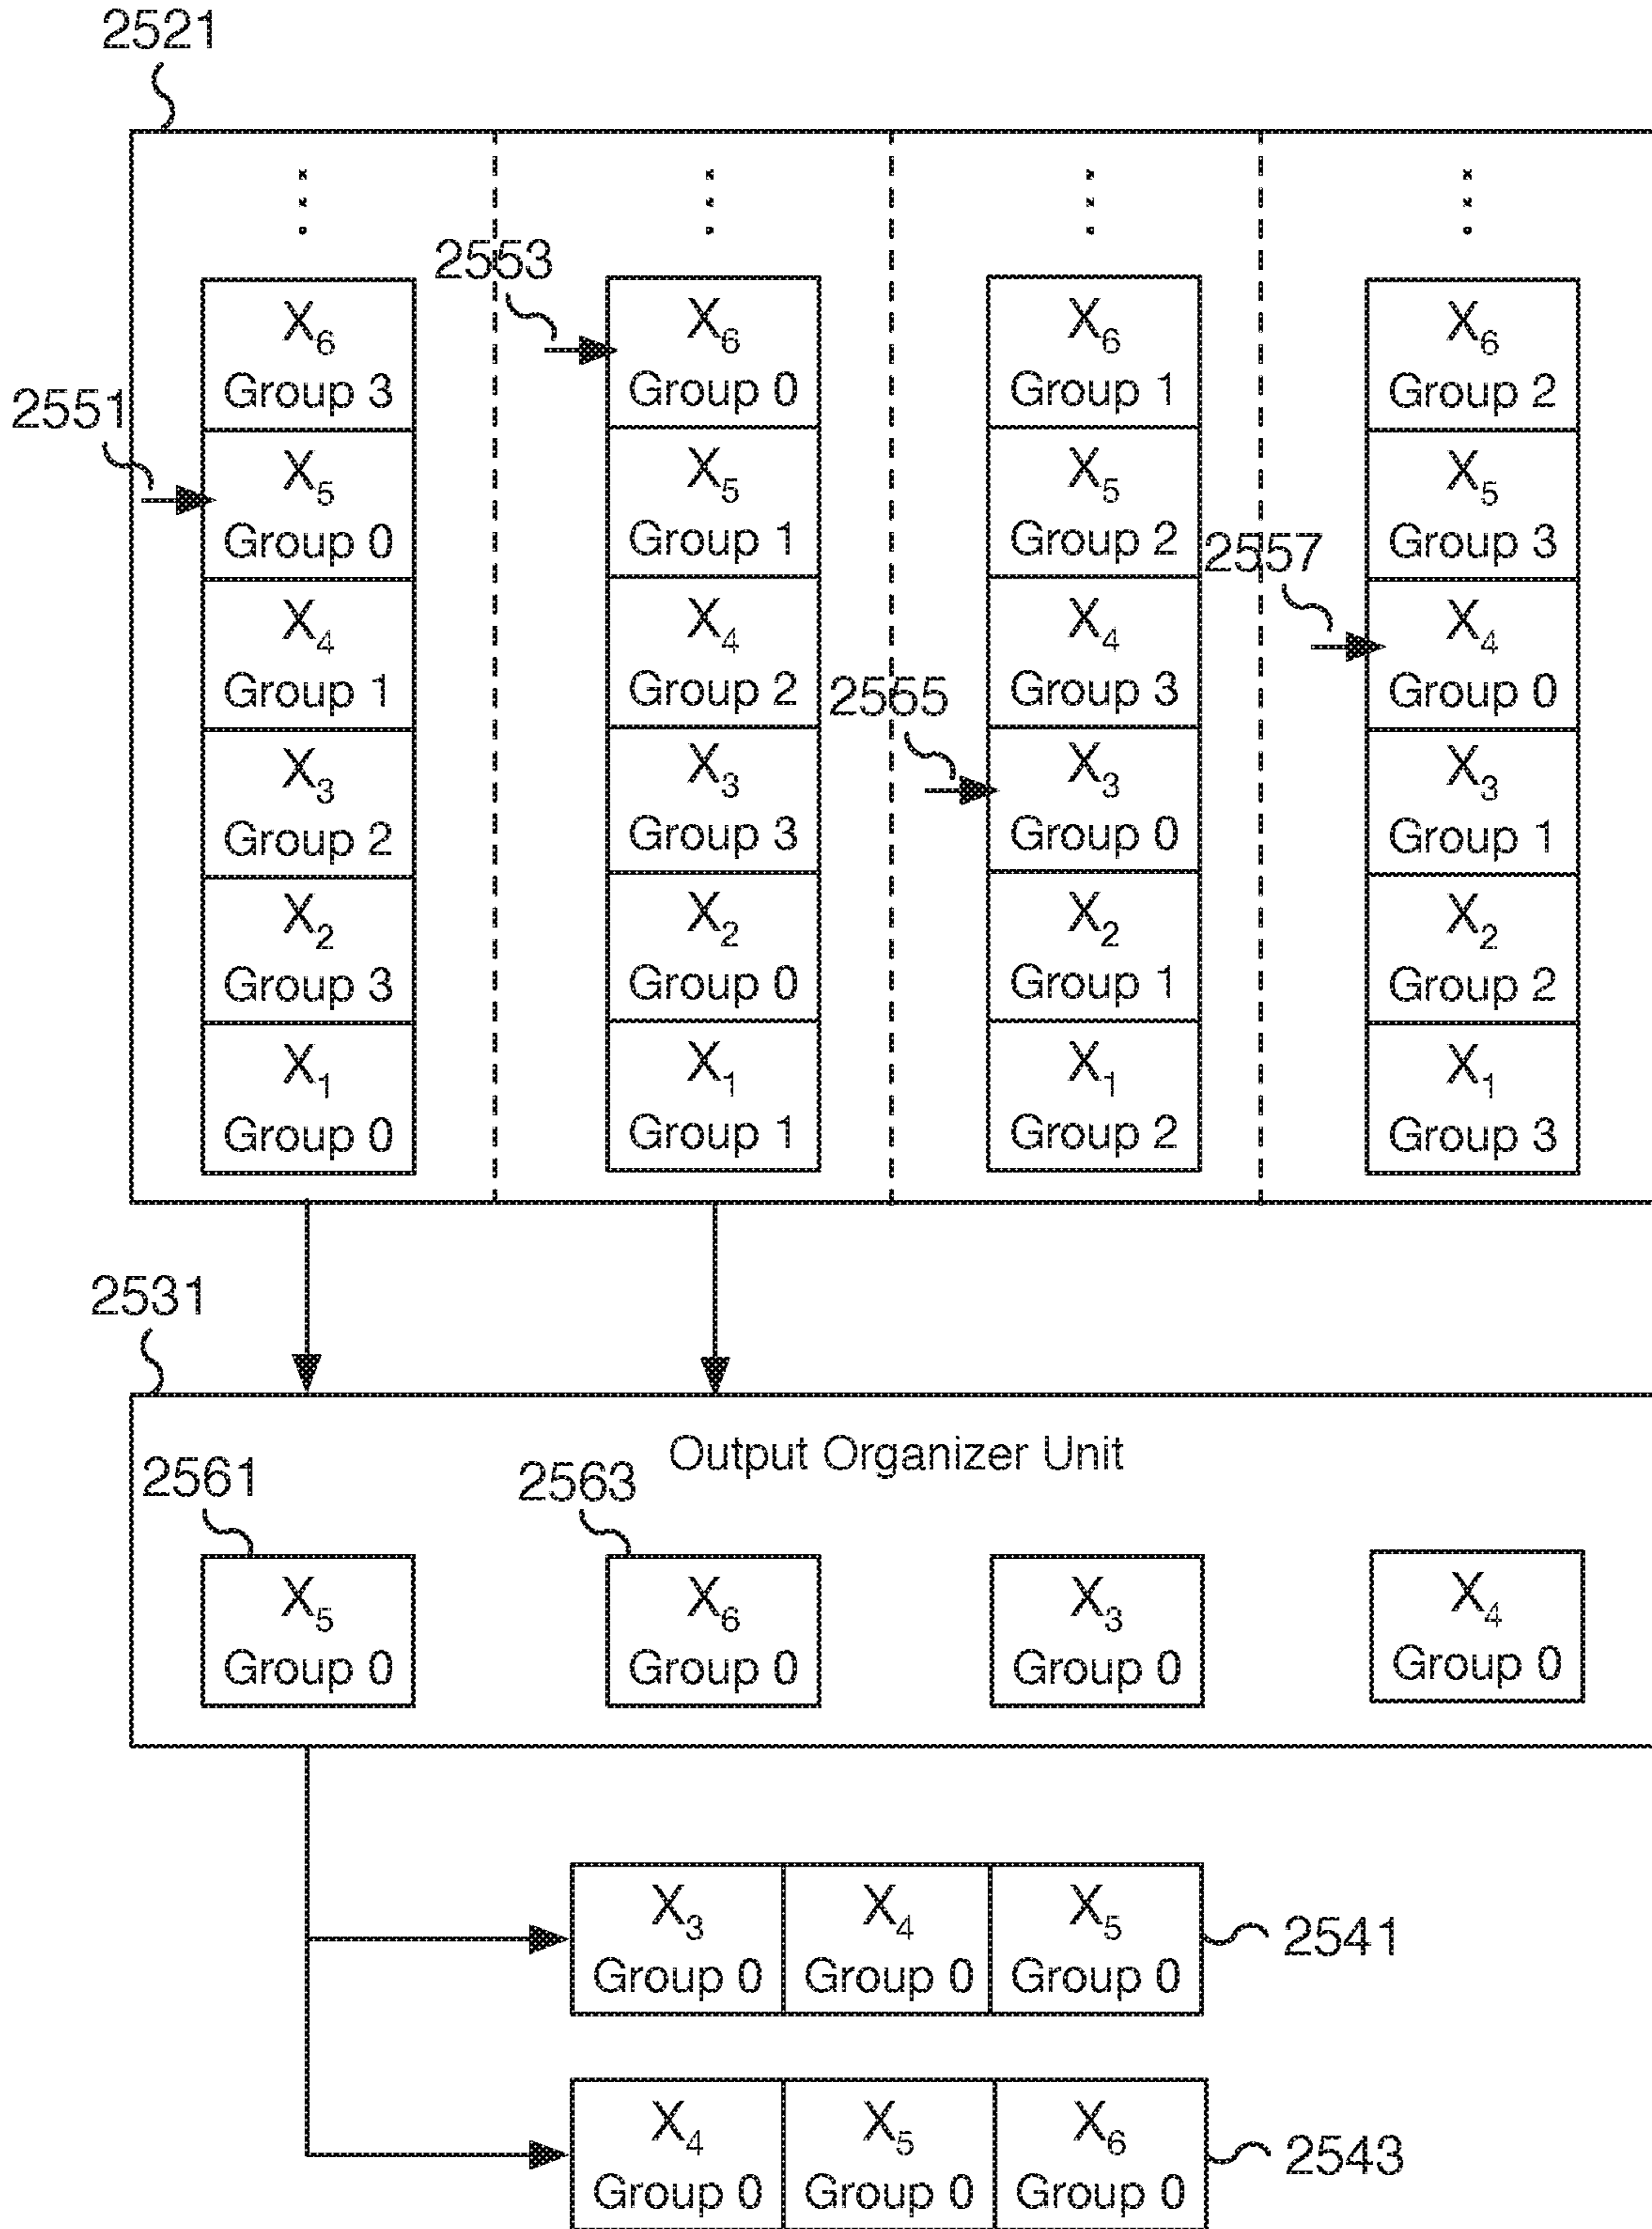 2521
2553
X6 X6 X6 X6
Group 3 Group 0 Group 1 Group 2
2551
X5 X5 X5 X5
Group 0 Group 1 Group 2 Group 3
2557
X4 X4 X4 X4
Group 1 Group 2 Group 3 Group 0
2555
X3 X3 X3 X3
Group 2 Group 3 Group 0 Group 1
X2 X2 X2 X2
Group 3 Group 0 Group 1 Group 2
X1 X1 X1 X1
Group 0 Group 1 Group 2 Group 3
2531
Output Organizer Unit
2561 2563
X5 X6 X3 X4
Group 0 Group 0 Group 0 Group 0
X3 X4 X5
Group 0 Group 0 Group 0
2541
X4 X5 X6
Group 0 Group 0 Group 0
2543